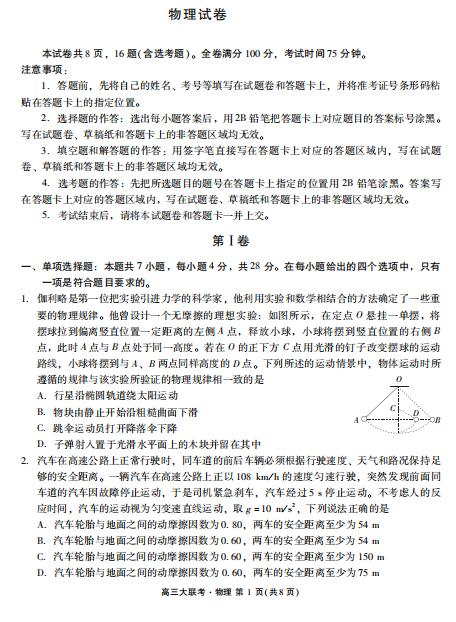 物理试卷
本试卷共 8 页，16 题(含选考题)。全卷满分 100 分，考试时间 75 分钟。
注意事项：
1. 答题前，先将自己的姓名、考号等填写在试题卷和答题卡上，并将准考证号条形码粘
贴在答题卡上的指定位置。
2. 选择题的作答：选出每小题答案后，用 2B 铅笔把答题卡上对应题目的答案标号涂黑。
写在试题卷、草稿纸和答题卡上的非答题区域均无效。
3. 填空题和解答题的作答：用签字笔直接写在答题卡上对应的答题区域内，写在试题
卷、草稿纸和答题卡上的非答题区域均无效。
4. 选考题的作答：先把所选题目的题号在答题卡上指定的位置用 2B 铅笔涂黑。答案写
在答题卡上对应的答题区域内，写在试题卷、草稿纸和答题卡上的非答题区域均无效。
5. 考试结束后，请将本试题卷和答题卡一并上交。
第 Ⅰ 卷
一、单项选择题：本题共 7 小题，每小题 4 分，共 28 分。在每小题给出的四个选项中，只有
一项是符合题目要求的。
1. 伽利略是第一位把实验引进力学的科学家，他利用实验和数学相结合的方法确定了一些重
要的物理规律。他曾设计一个无摩擦的理想实验：如图所示，在定点 O 悬挂一单摆，将
摆球拉到偏离竖直位置一定距离的左侧 A 点，释放小球，小球将摆到竖直位置的右侧 B
点，此时 A 点与 B 点处于同一高度。若在 O 的正下方 C 点用光滑的钉子改变摆球的运动
路线，小球将摆到与 A、B 两点同样高度的 D 点。下列所述的运动情景中，物体运动时所
遵循的规律与该实验所验证的物理规律相一致的是
A. 行星沿椭圆轨道绕太阳运动
B. 物块由静止开始沿粗糙曲面下滑
C. 跳伞运动员打开降落伞下降
D. 子弹射入置于光滑水平面上的木块并留在其中
O
C
A
D
B
2. 汽车在高速公路上正常行驶时，同车道的前后车辆必须根据行驶速度、天气和路况保持足
够的安全距离。一辆汽车在高速公路上正以 108 km/h 的速度匀速行驶，突然发现前面同
车道的汽车因故障停止运动，于是司机紧急刹车，汽车经过 5 s 停止运动。不考虑人的反
应时间，汽车的运动视为匀变速直线运动，取 g =10 m/s²，下列说法正确的是
A. 汽车轮胎与地面之间的动摩擦因数为 0. 80，两车的安全距离至少为 54 m
B. 汽车轮胎与地面之间的动摩擦因数为 0. 60，两车的安全距离至少为 54 m
C. 汽车轮胎与地面之间的动摩擦因数为 0. 60，两车的安全距离至少为 150 m
D. 汽车轮胎与地面之间的动摩擦因数为 0. 60，两车的安全距离至少为 75 m
高三大联考·物理 第 1 页(共 8 页)